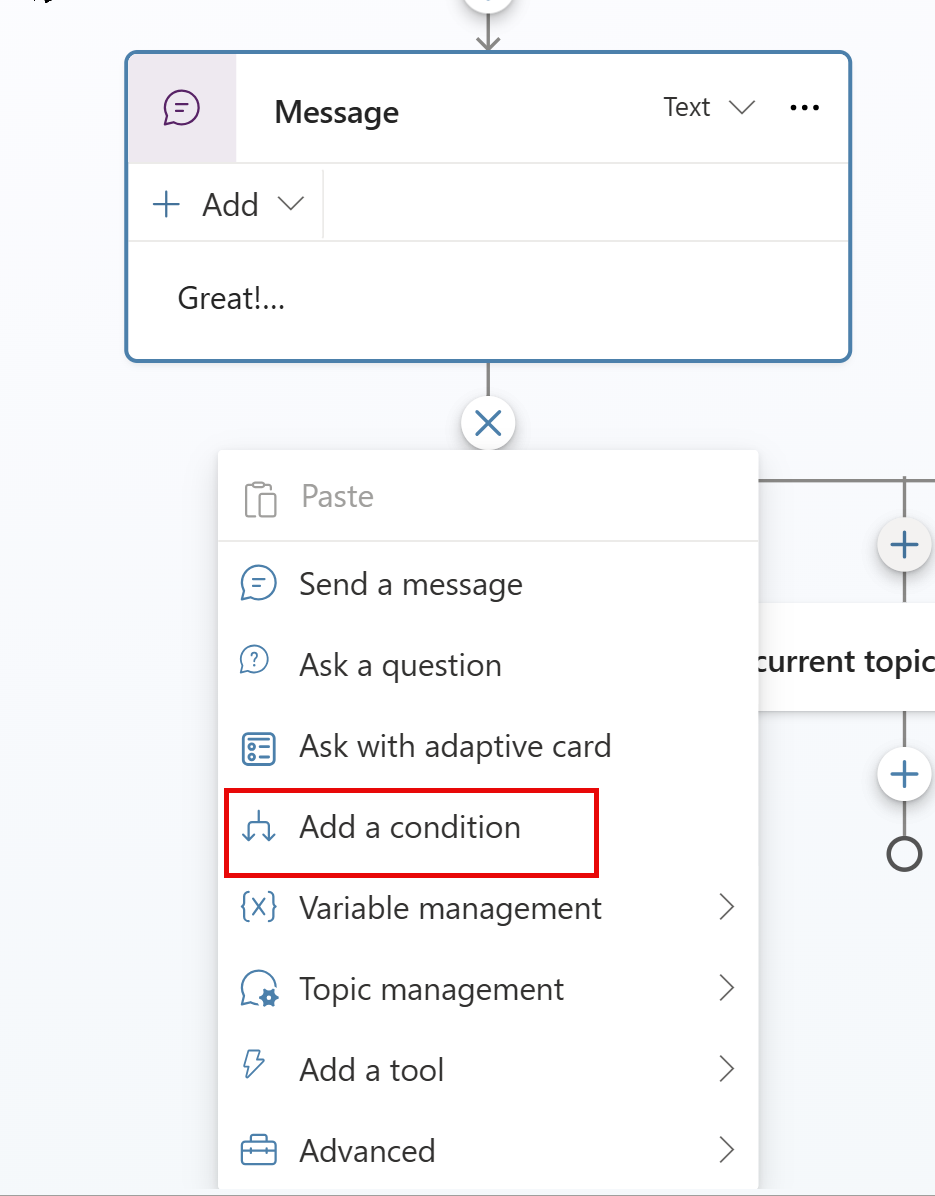 Message
Text
Add
Great!...
Paste
Send a message
Ask a question
current topic
Ask with adaptive card
Add a condition
Variable management
Topic management
Add a tool
Advanced